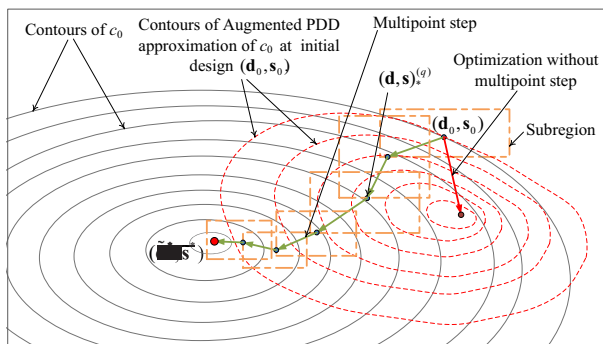 Contours of c₀
Contours of Augmented PDD
approximation of c₀ at initial
design (d₀, s₀)
Multipoint step
(d, s)*⁽q⁾
Optimization without
multipoint step
(d₀, s₀)
Subregion